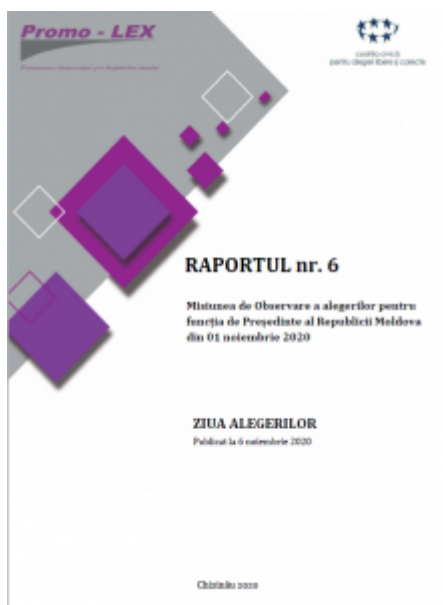 Promo - LEX
pentru alegeri libere și corecte
RAPORTUL nr. 6
Misiunea de Observare a alegerilor pentru
funcția de Președinte al Republicii Moldova
din 01 noiembrie 2020
ZIUA ALEGERILOR
Publicat la 6 noiembrie 2020
Chișinău 2020